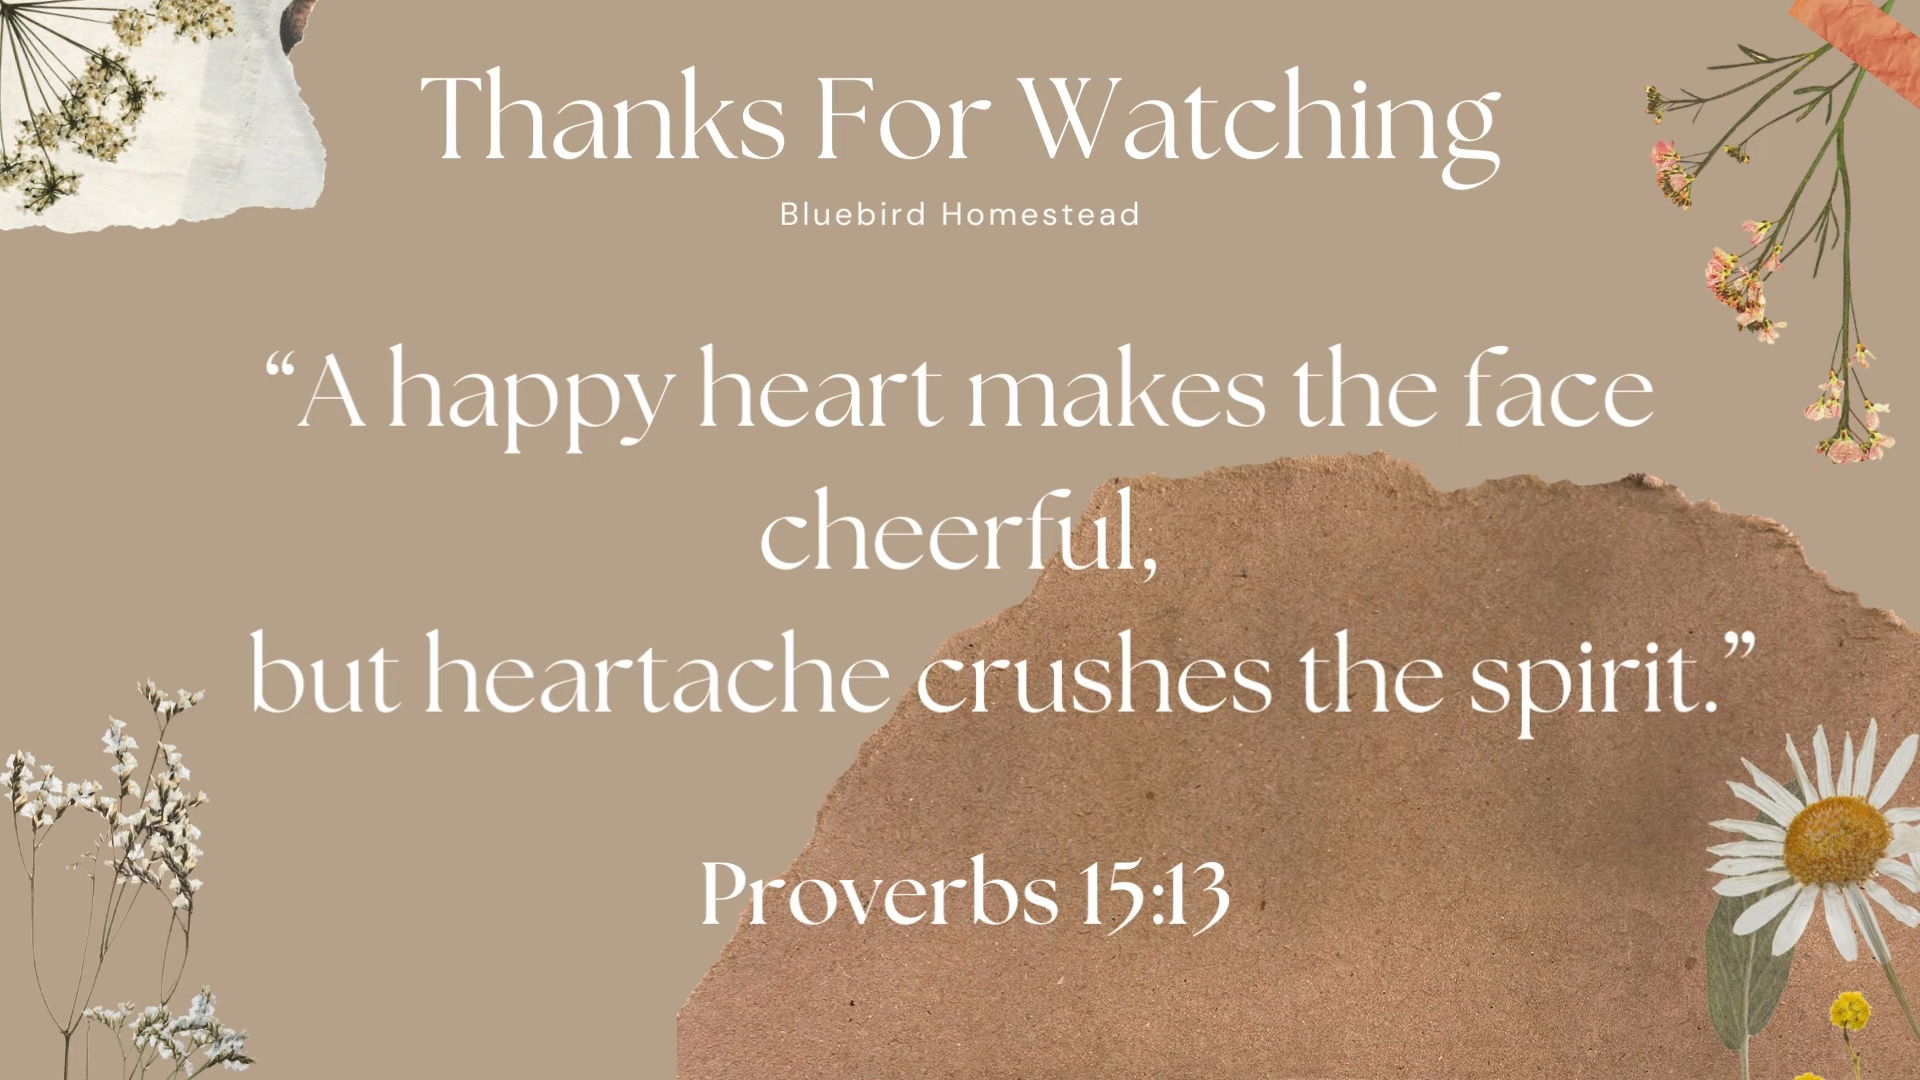 Thanks For Watching
Bluebird Homestead
“A happy heart makes the face
cheerful,
but heartache crushes the spirit.”
Proverbs 15:13